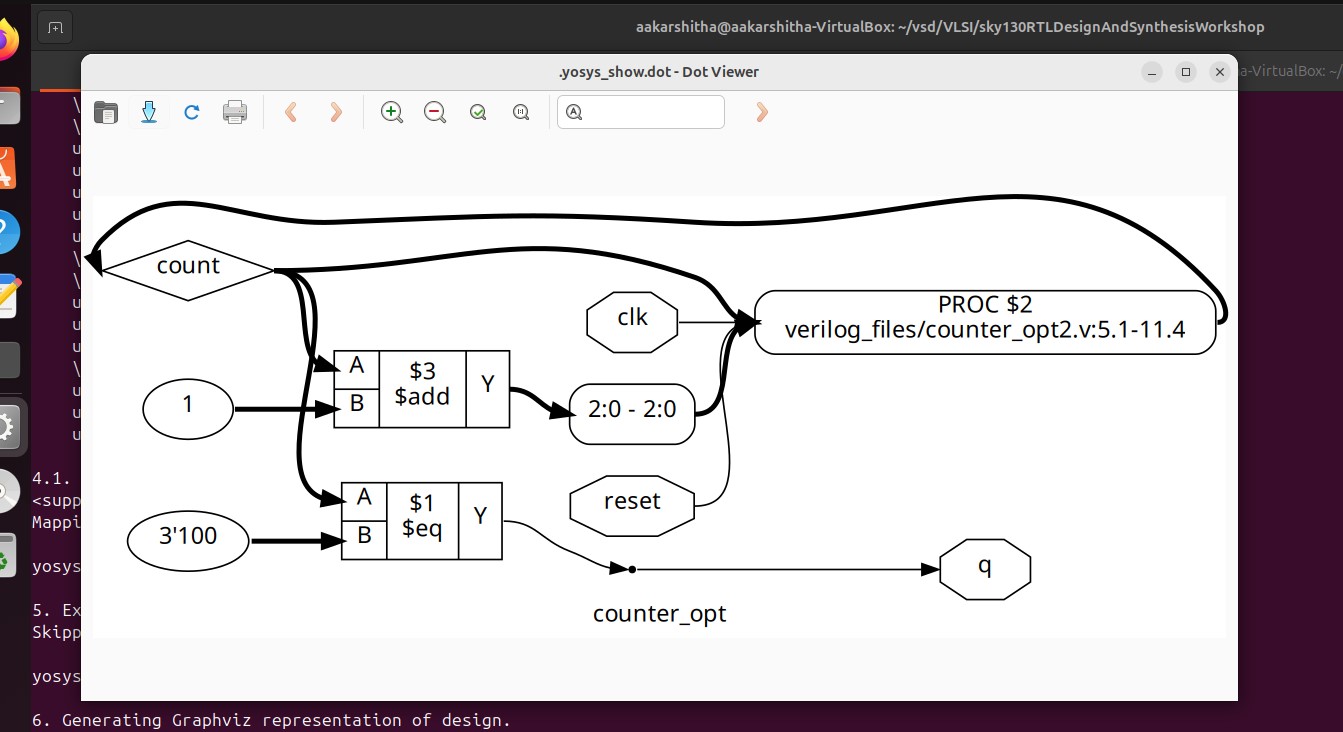 aakarshitha@aakarshitha-VirtualBox: ~/vsd/VLSI/sky130RTLDesignAndSynthesisWorkshop
a-VirtualBox: ~/
.yosys_show.dot - Dot Viewer
count
clk
PROC $2
verilog_files/counter_opt2.v:5.1-11.4
1
A
B
$3
$add
Y
2:0 - 2:0
3'100
A
B
$1
$eq
Y
reset
q
counter_opt
\
\
u
u
u
u
u
\
\
u
u
u
\
u
u
u
4.1.
<supp
Mappi
yosys
5. Ex
Skipp
yosys
6. Generating Graphviz representation of design.